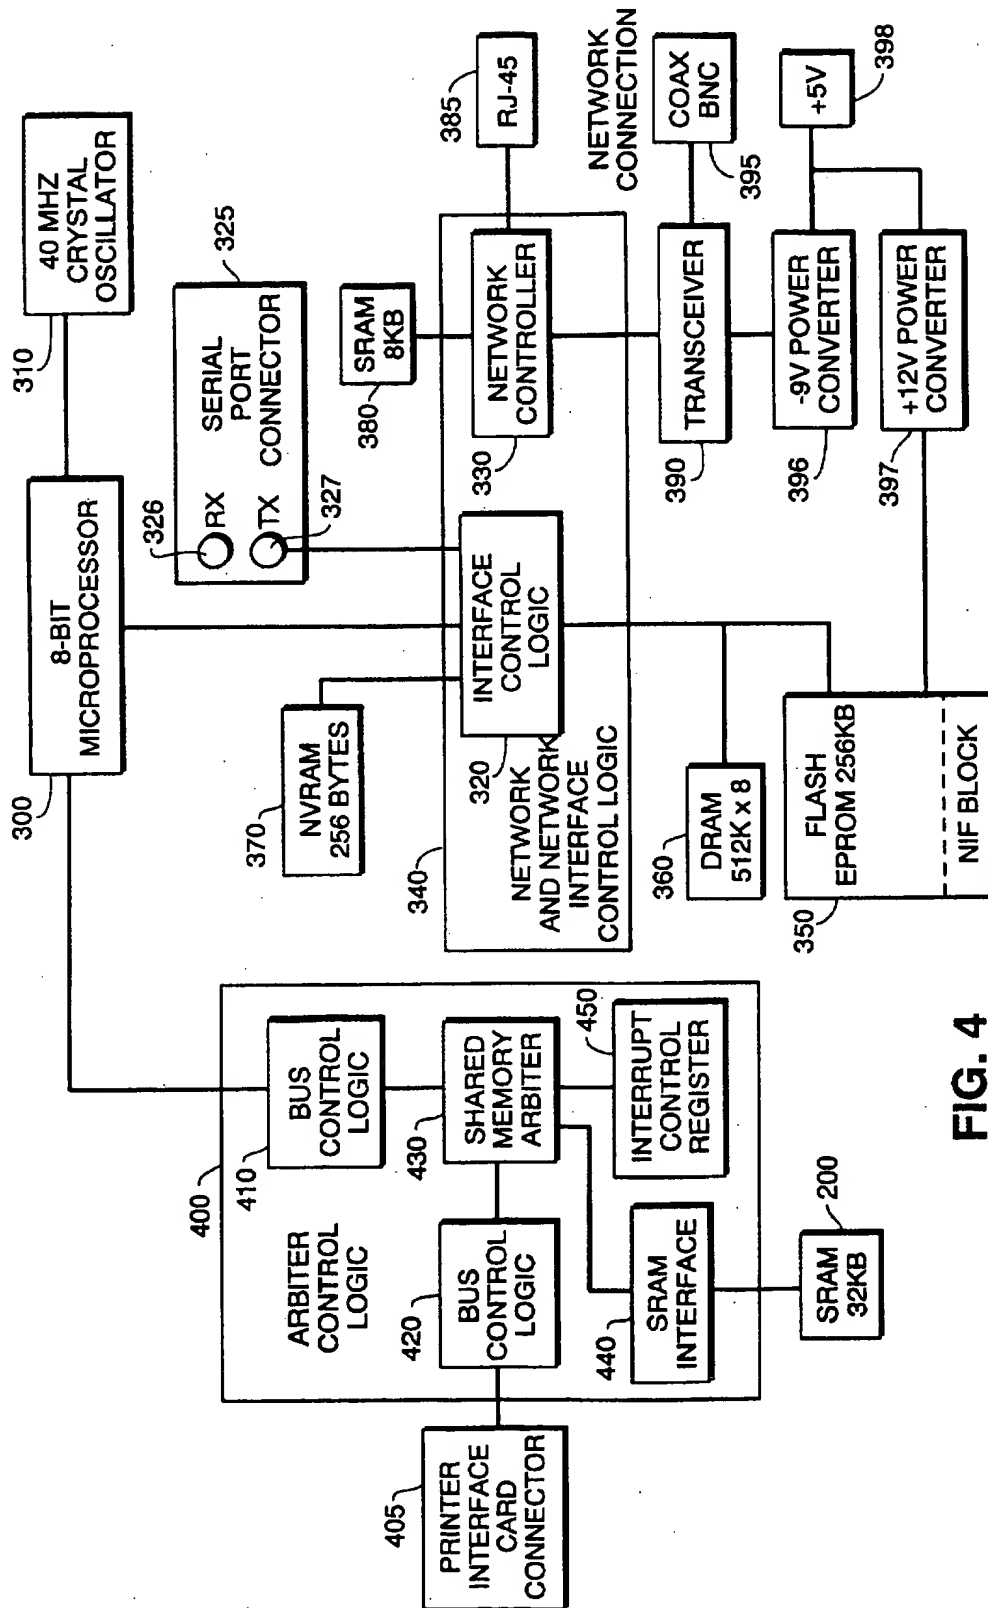 310
40 MHZ
CRYSTAL
OSCILLATOR
300
8-BIT
MICROPROCESSOR
325
SERIAL
PORT
CONNECTOR
326
RX
TX
327
370
NVRAM
256 BYTES
380
SRAM
8KB
385
RJ-45
340
320
INTERFACE
CONTROL
LOGIC
330
NETWORK
CONTROLLER
NETWORK
AND NETWORK
INTERFACE
CONTROL LOGIC
NETWORK
CONNECTION
390
TRANSCEIVER
COAX
BNC
395
396
-9V POWER
CONVERTER
+5V
398
397
+12V POWER
CONVERTER
360
DRAM
512K x 8
350
FLASH
EPROM 256KB
NIF BLOCK
400
ARBITER
CONTROL
LOGIC
410
BUS
CONTROL
LOGIC
405
PRINTER
INTERFACE
CARD
CONNECTOR
420
BUS
CONTROL
LOGIC
430
SHARED
MEMORY
ARBITER
440
SRAM
INTERFACE
450
INTERRUPT
CONTROL
REGISTER
200
SRAM
32KB
FIG. 4